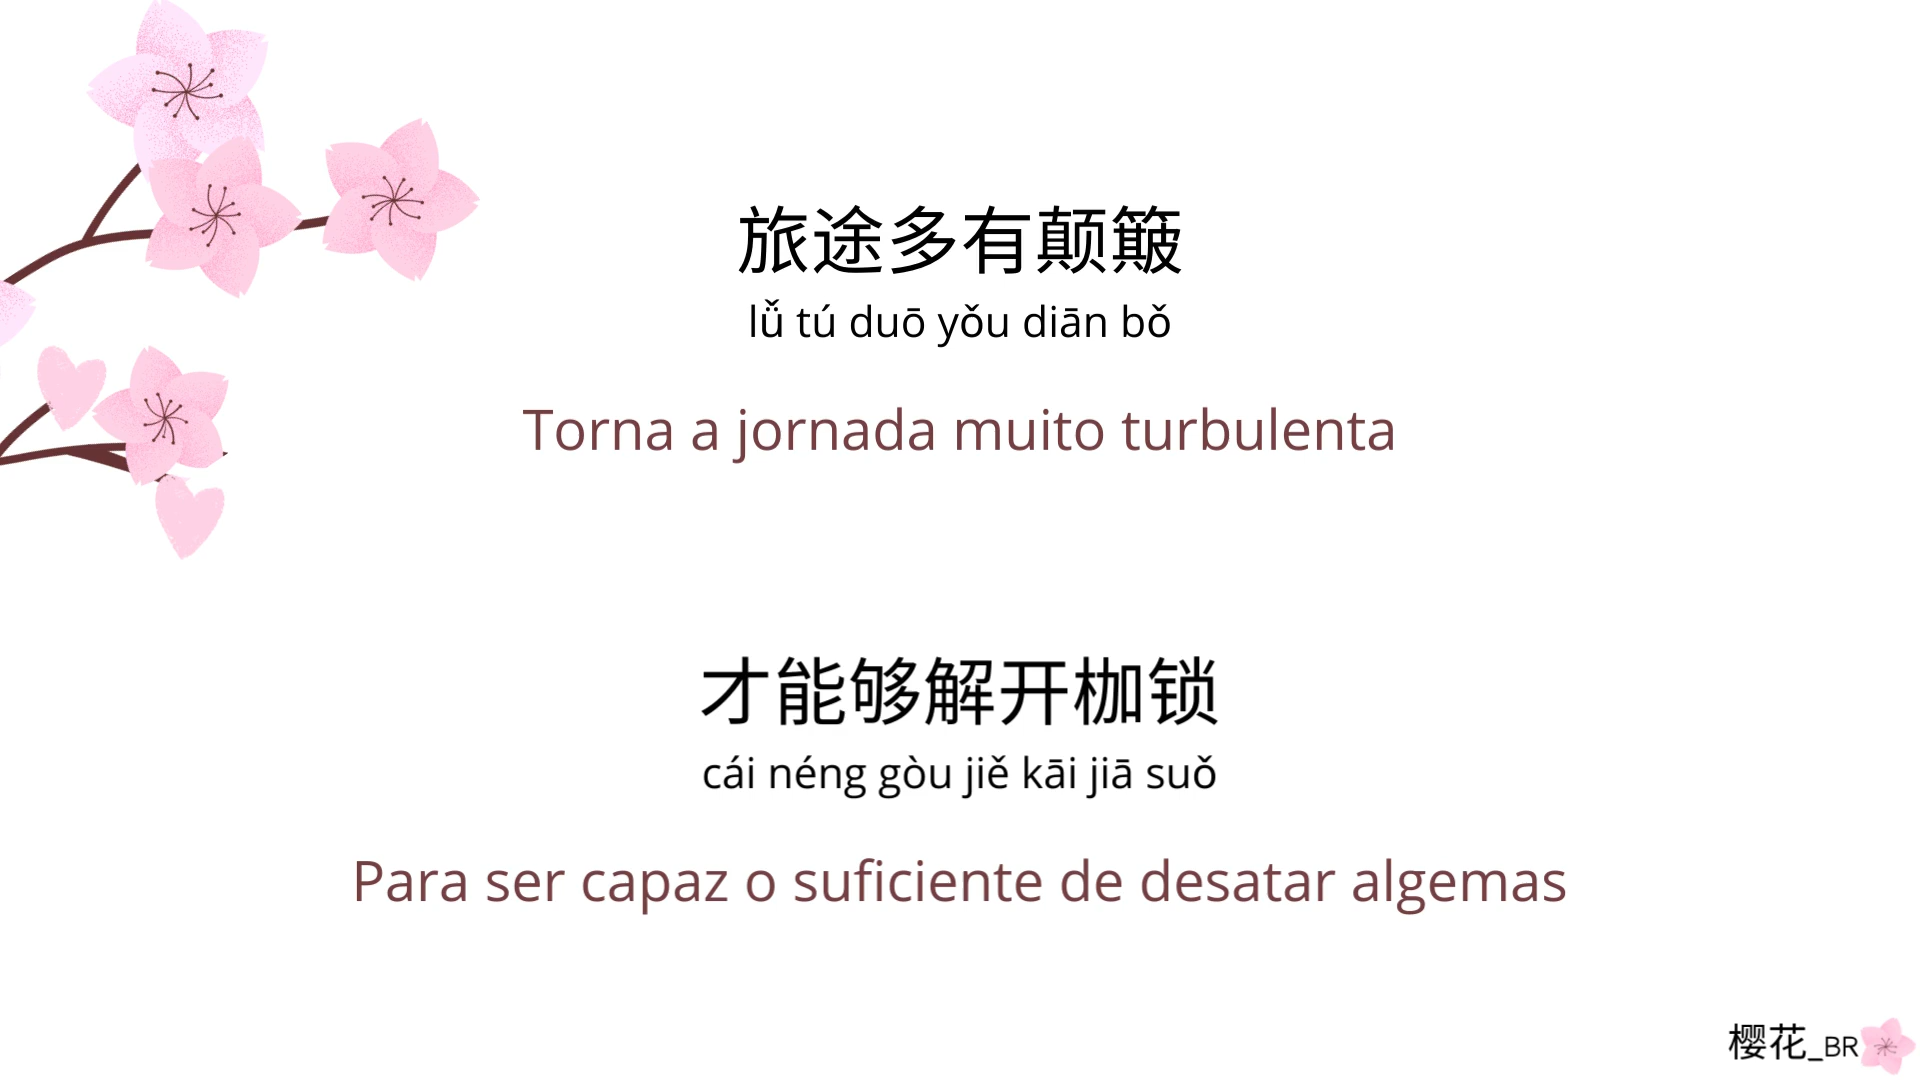 旅途多有颠簸
lǚ tú duō yǒu diān bǒ
Torna a jornada muito turbulenta
才能够解开枷锁
cái néng gòu jiě kāi jiā suǒ
Para ser capaz o suficiente de desatar algemas
樱花_BR